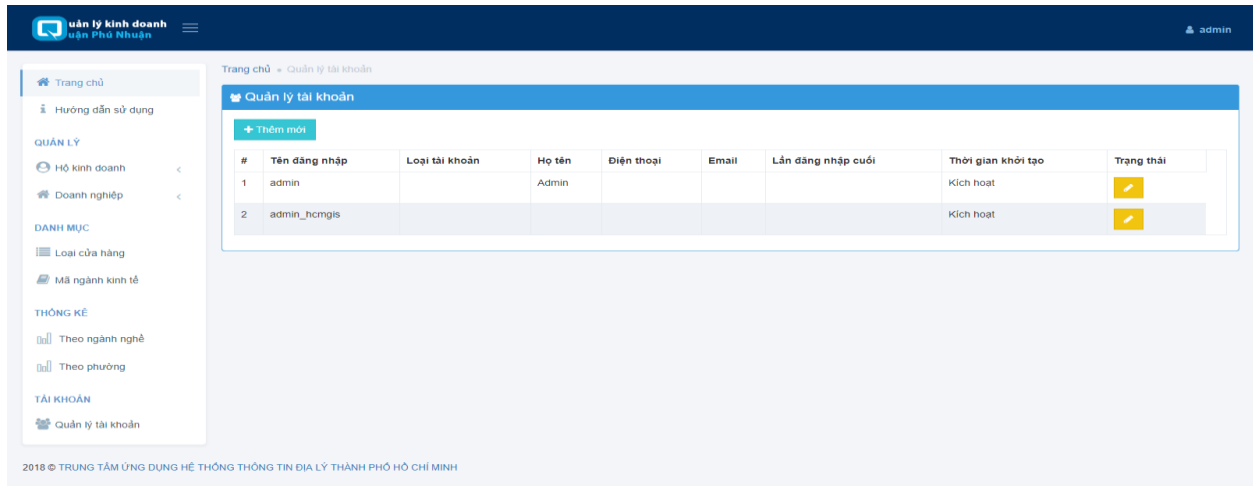 uản lý kinh doanh
uận Phú Nhuận
admin
Trang chủ
Hướng dẫn sử dụng
QUẢN LÝ
Hộ kinh doanh
Doanh nghiệp
DANH MỤC
Loại cửa hàng
Mã ngành kinh tế
THỐNG KÊ
Theo ngành nghề
Theo phường
TÀI KHOẢN
Quản lý tài khoản
Trang chủ » Quản lý tài khoản
Quản lý tài khoản
+ Thêm mới
# Tên đăng nhập Loại tài khoản Họ tên Điện thoại Email Lần đăng nhập cuối Thời gian khởi tạo Trạng thái
1 admin Admin Kích hoạt
2 admin_hcmgis Kích hoạt
2018 © TRUNG TÂM ỨNG DỤNG HỆ THỐNG THÔNG TIN ĐỊA LÝ THÀNH PHỐ HỒ CHÍ MINH